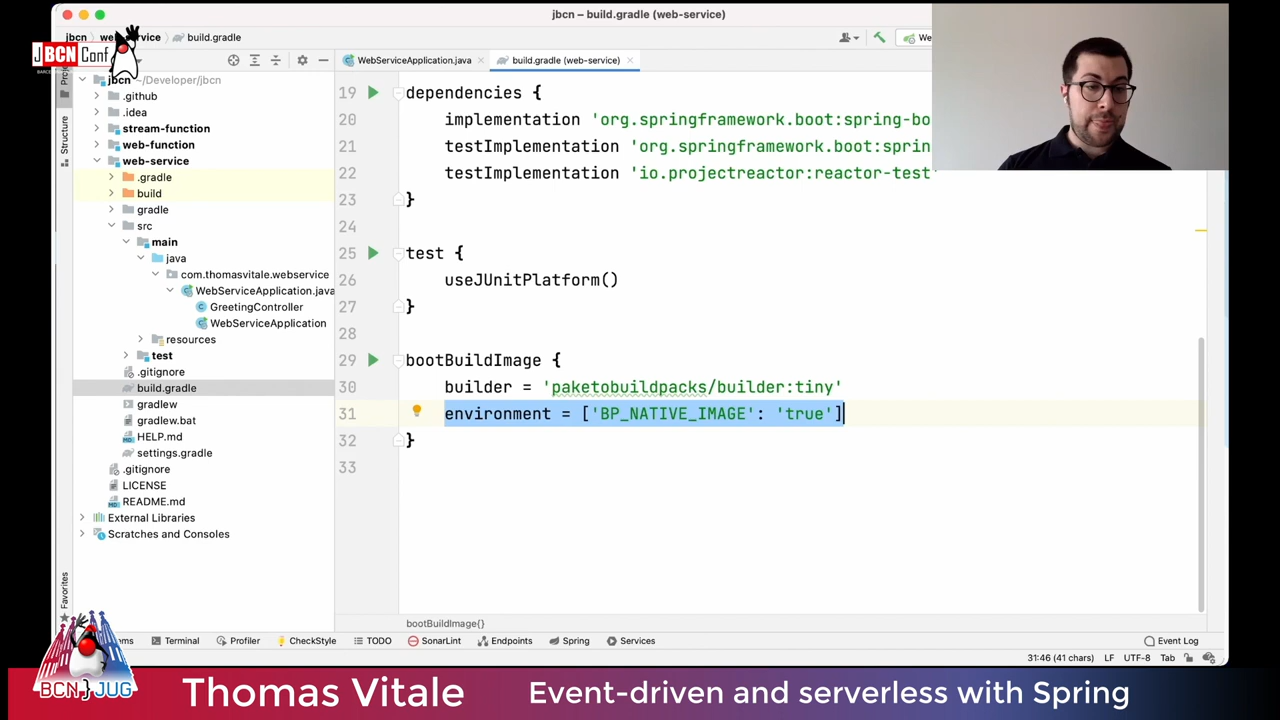 jbcn – build.gradle (web-service)
jbcn
web-service
build.gradle
We
JBCNConf
WebServiceApplication.java
build.gradle (web-service)
Structure
Favorites
jbcn ~/Developer/jbcn
.github
.idea
stream-function
web-function
web-service
.gradle
build
gradle
src
main
java
com.thomasvitale.webservice
WebServiceApplication.java
GreetingController
WebServiceApplication
resources
test
.gitignore
build.gradle
gradlew
gradlew.bat
HELP.md
settings.gradle
.gitignore
LICENSE
README.md
External Libraries
Scratches and Consoles
19 dependencies {
20 implementation 'org.springframework.boot:spring-bo
21 testImplementation 'org.springframework.boot:sprin
22 testImplementation 'io.projectreactor:reactor-test'
23 }
24
25 test {
26 useJUnitPlatform()
27 }
28
29 bootBuildImage {
30 builder = 'paketobuildpacks/builder:tiny'
31 environment = ['BP_NATIVE_IMAGE': 'true']
32 }
33
bootBuildImage{}
Terminal
Profiler
CheckStyle
TODO
SonarLint
Endpoints
Spring
Services
Event Log
31:46 (41 chars) LF UTF-8 Tab
BCN}JUG
Thomas Vitale
Event-driven and serverless with Spring